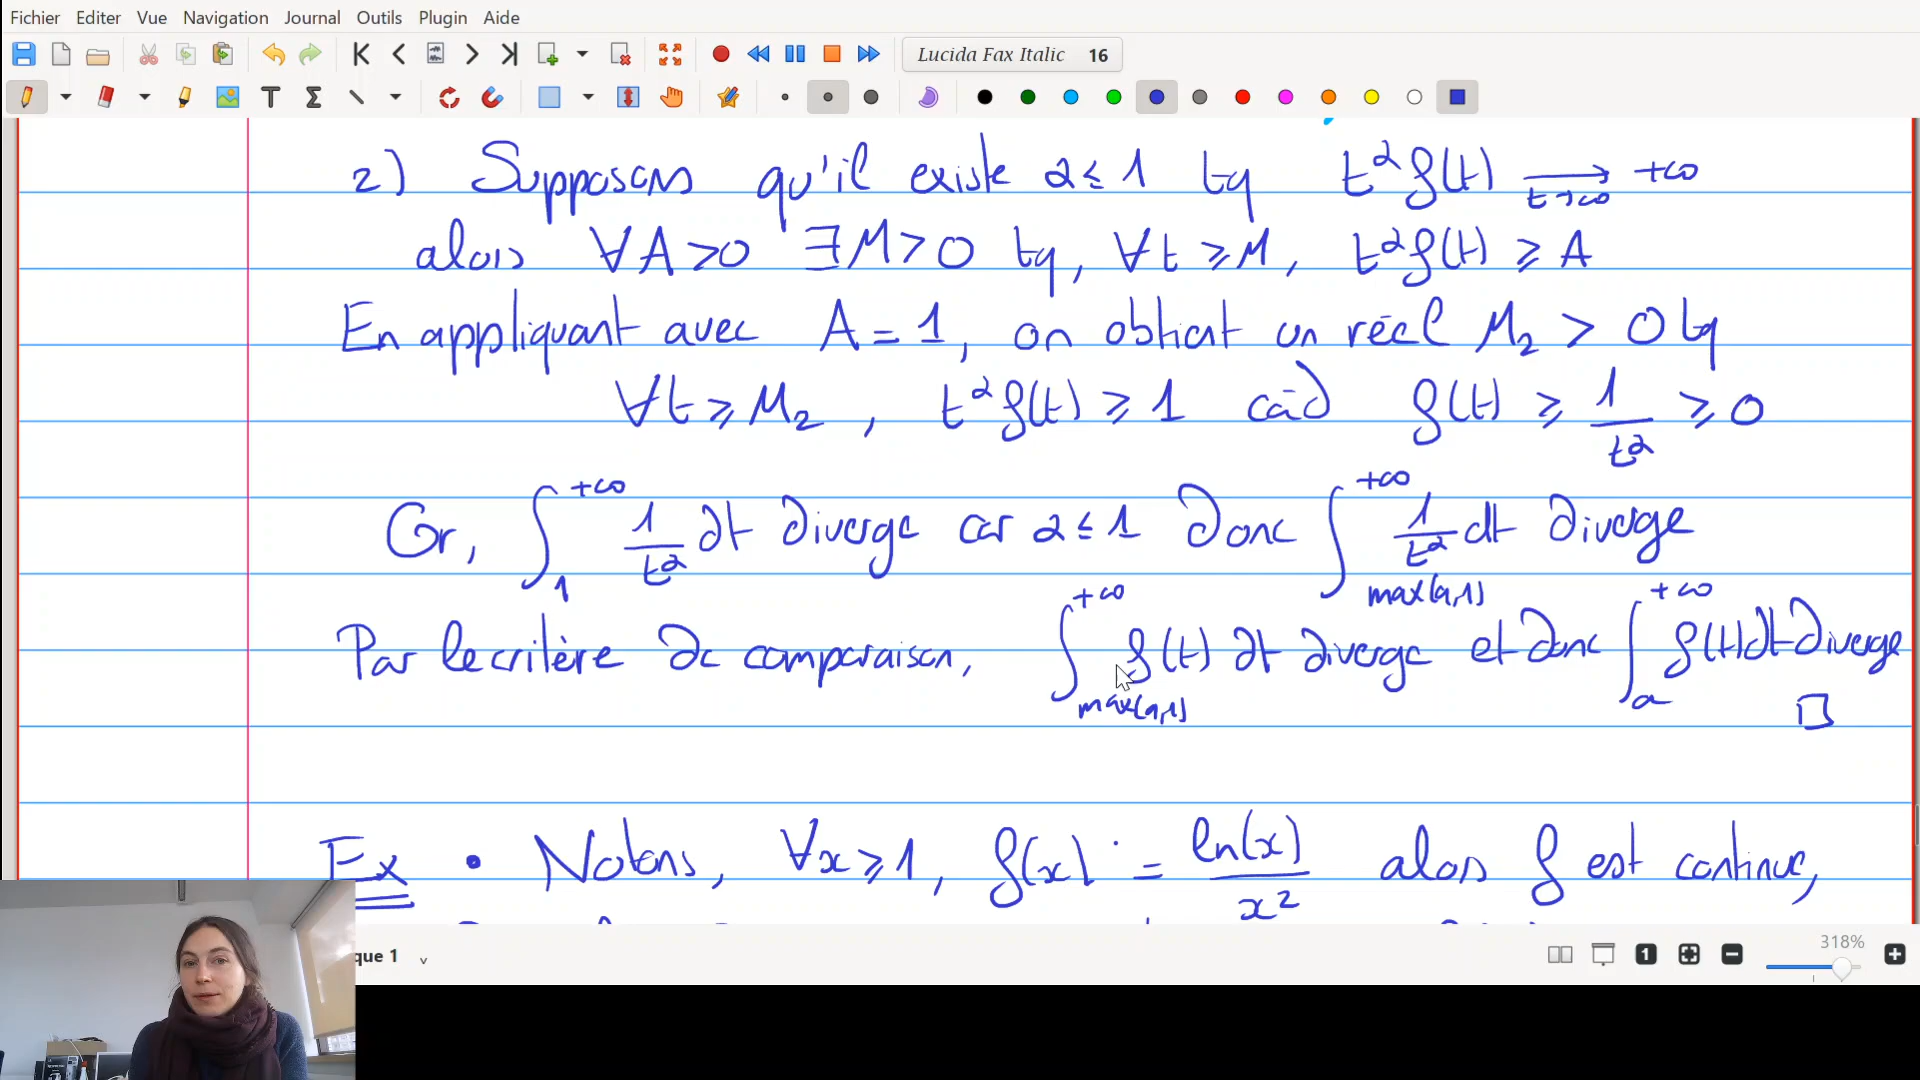 Fichier Editer Vue Navigation Journal Outils Plugin Aide
Lucida Fax Italic 16
2) Supposons qu'il existe α ≤ 1 tq t^α f(t) ⟶ +∞
t→∞
alors ∀A>0 ∃M>0 tq, ∀t ⩾ M, t^α f(t) ⩾ A
En appliquant avec A = 1, on obtient un réel M₂ > 0 tq
∀t ⩾ M₂, t^α f(t) ⩾ 1 càd f(t) ⩾ 1/t^α ⩾ 0
Or, ∫₁^{+∞} 1/t^α dt diverge car α ≤ 1 donc ∫_{max(a,1)}^{+∞} 1/t^α dt diverge
Par le critère de comparaison, ∫_{max(a,1)}^{+∞} f(t) dt diverge et donc ∫_a^{+∞} f(t)dt diverge
□
Ex • Notons, ∀x ⩾ 1, f(x) := ln(x)/x² alors f est continue,
que 1
318%